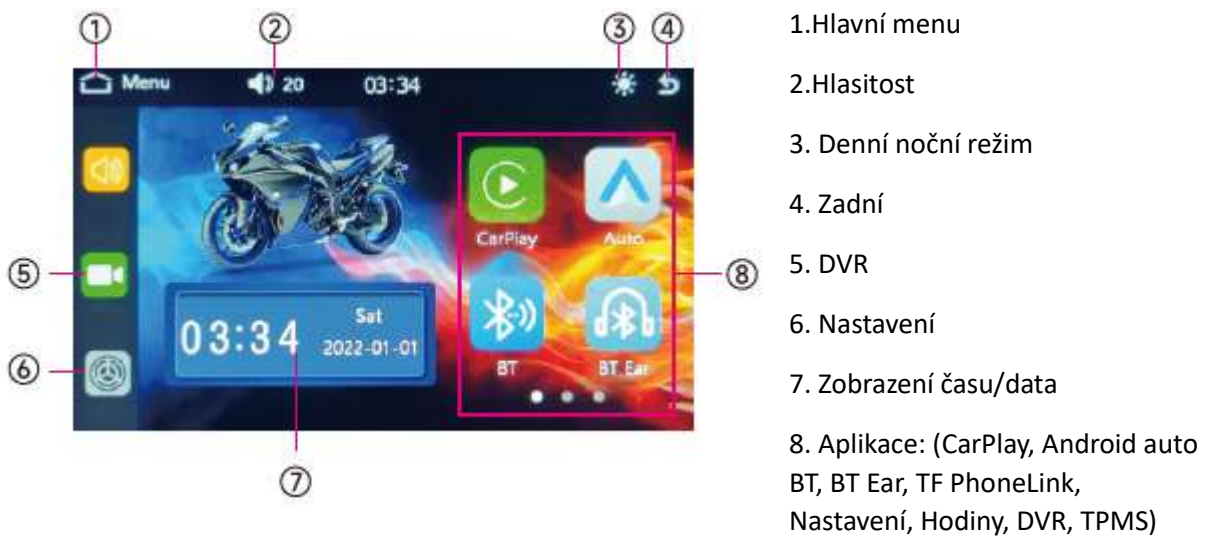 ① ② ③ ④
Menu 20 03:34
CarPlay Auto
⑤ ⑧
03:34 Sat
2022-01-01
⑥
BT BT Ear
⑦
1.Hlavní menu
2.Hlasitost
3. Denní noční režim
4. Zadní
5. DVR
6. Nastavení
7. Zobrazení času/data
8. Aplikace: (CarPlay, Android auto
BT, BT Ear, TF PhoneLink,
Nastavení, Hodiny, DVR, TPMS)